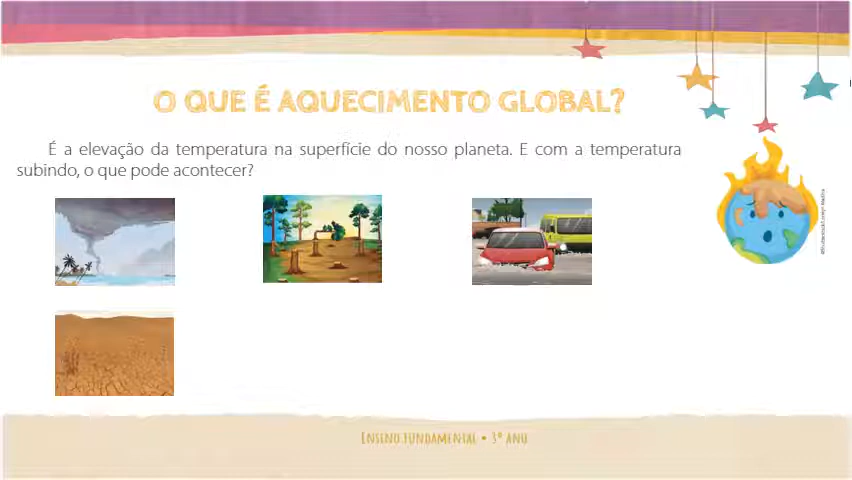 O QUE É AQUECIMENTO GLOBAL?
É a elevação da temperatura na superfície do nosso planeta. E com a temperatura
subindo, o que pode acontecer?
Ensino Fundamental • 3º ano